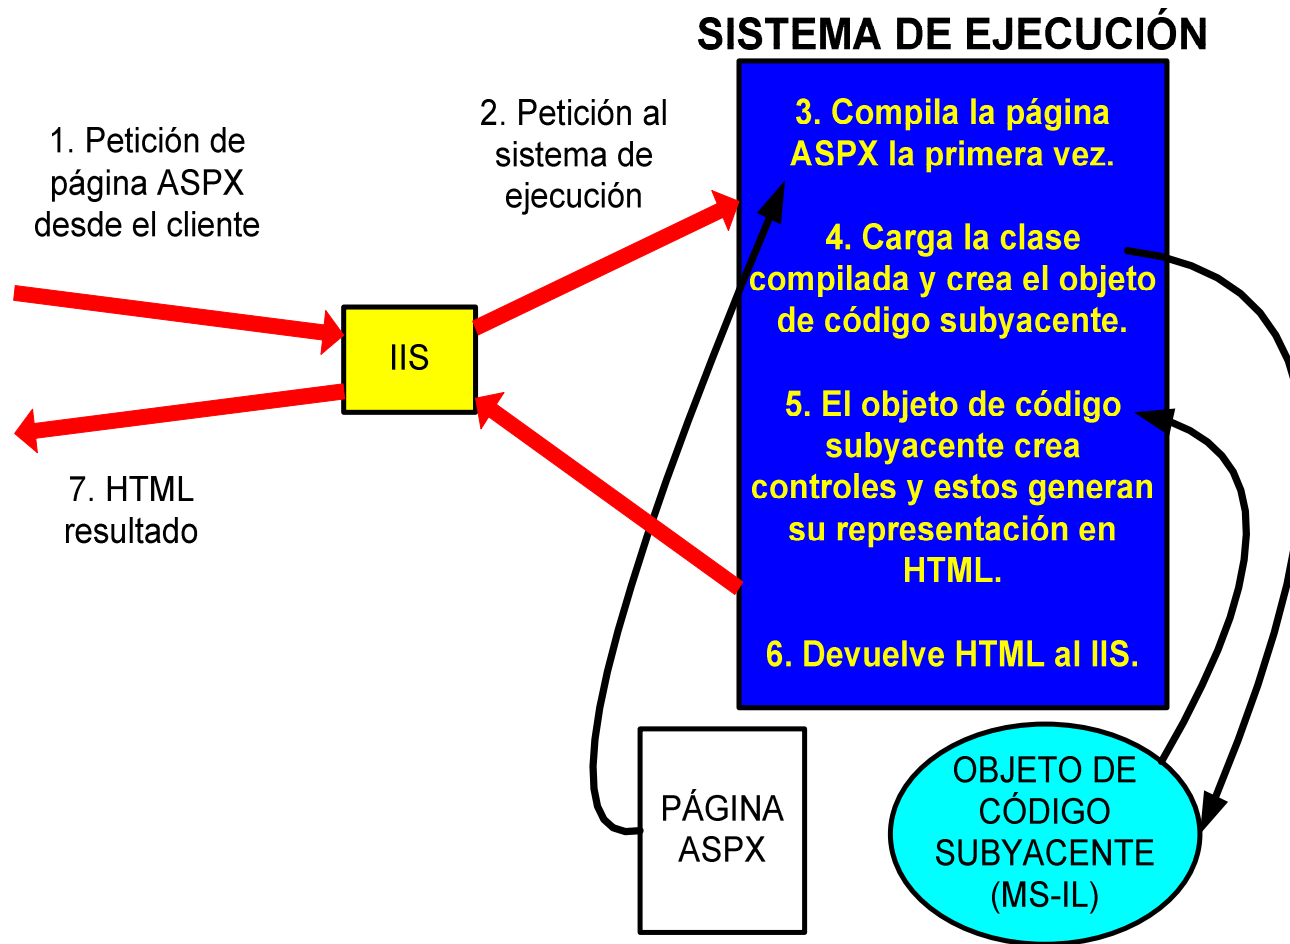 SISTEMA DE EJECUCIÓN
1. Petición de
página ASPX
desde el cliente
2. Petición al
sistema de
ejecución
3. Compila la página
ASPX la primera vez.
4. Carga la clase
compilada y crea el objeto
de código subyacente.
IIS
5. El objeto de código
subyacente crea
controles y estos generan
su representación en
HTML.
7. HTML
resultado
6. Devuelve HTML al IIS.
PÁGINA
ASPX
OBJETO DE
CÓDIGO
SUBYACENTE
(MS-IL)